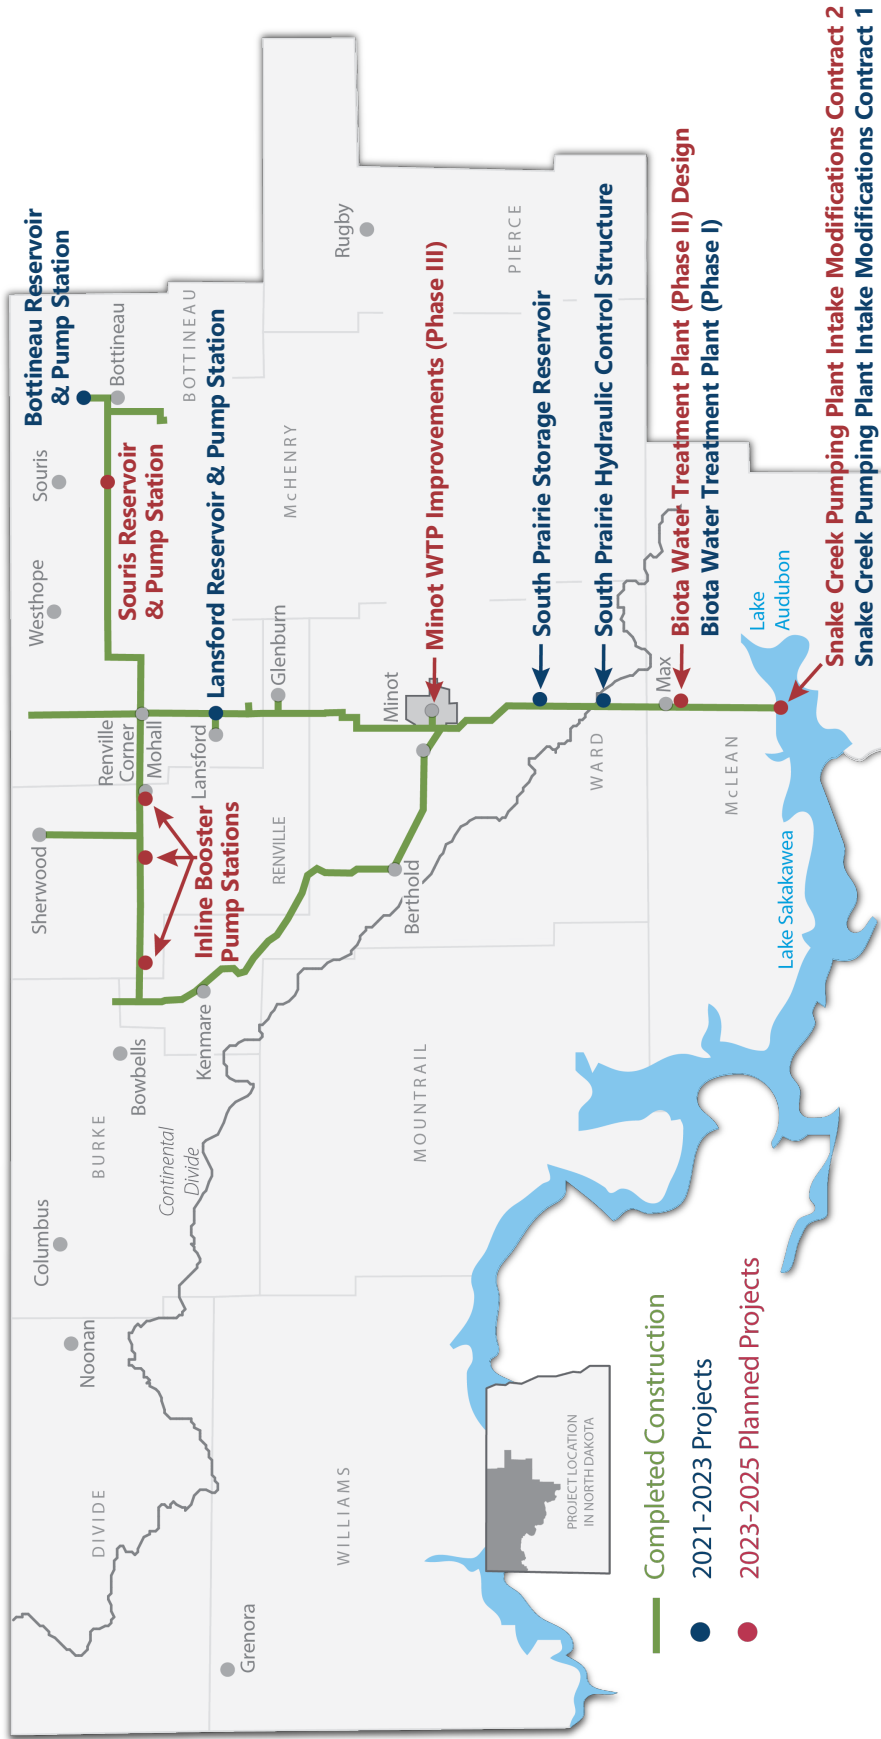 Grenora
DIVIDE
WILLIAMS
Noonan
Columbus
BURKE
Continental
Divide
MOUNTRAIL
Bowbells
Kenmare
Sherwood
Inline Booster
Pump Stations
Berthold
RENVILLE
Renville
Corner
Mohall
Lansford
Westhope
Souris
Souris Reservoir
& Pump Station
Bottineau Reservoir
& Pump Station
Bottineau
BOTTINEAU
Lansford Reservoir & Pump Station
Glenburn
McHENRY
Rugby
PIERCE
Minot
Minot WTP Improvements (Phase III)
South Prairie Storage Reservoir
South Prairie Hydraulic Control Structure
WARD
Max
Biota Water Treatment Plant (Phase II) Design
Biota Water Treatment Plant (Phase I)
McLEAN
Lake
Audubon
Lake Sakakawea
Snake Creek Pumping Plant Intake Modifications Contract 2
Snake Creek Pumping Plant Intake Modifications Contract 1
PROJECT LOCATION
IN NORTH DAKOTA
Completed Construction
2021-2023 Projects
2023-2025 Planned Projects